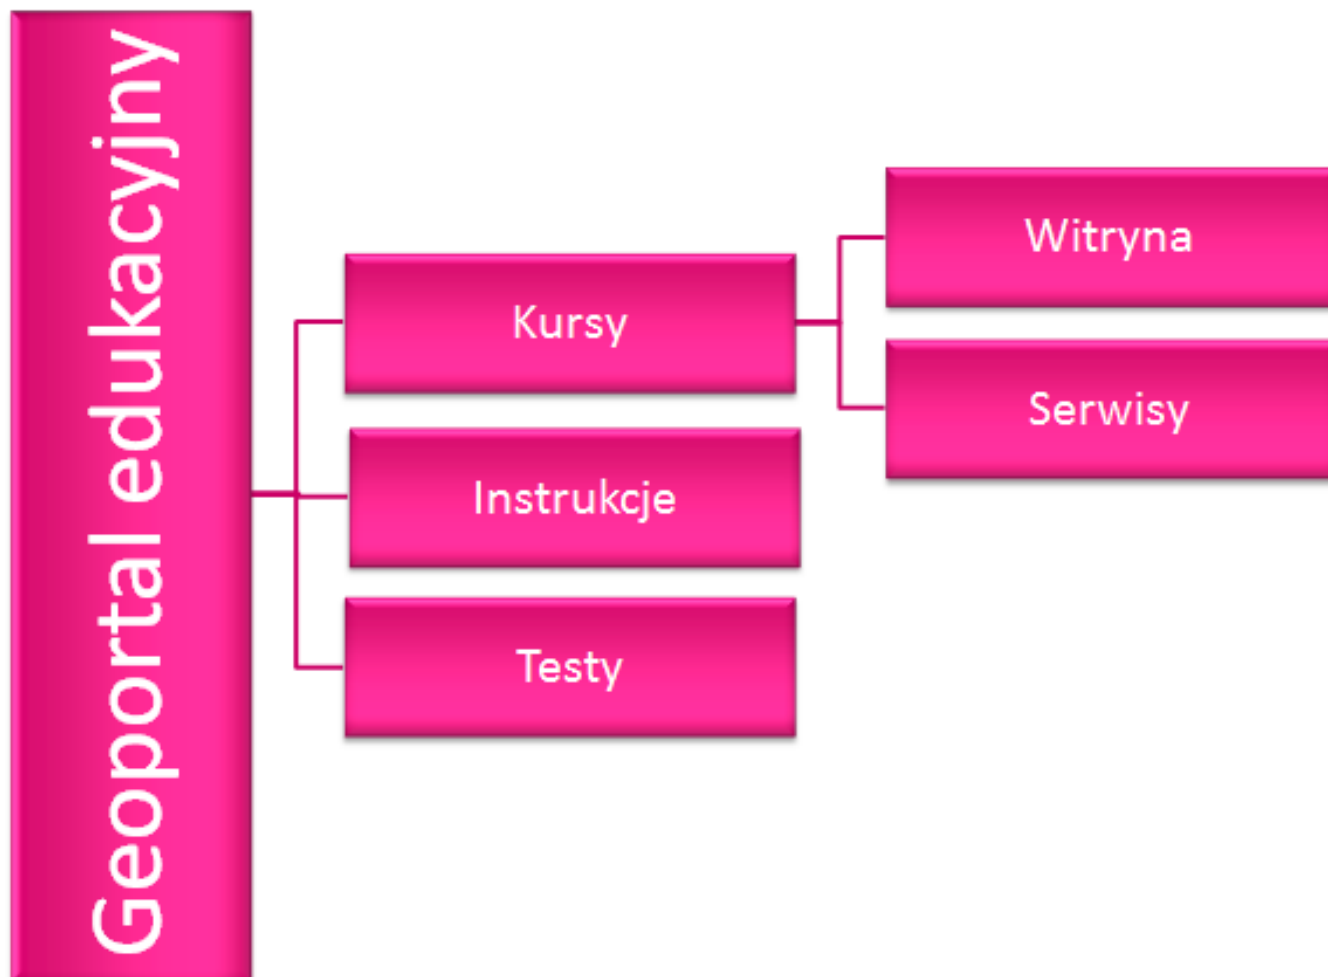 Geoportal edukacyjny
Kursy
Instrukcje
Testy
Witryna
Serwisy